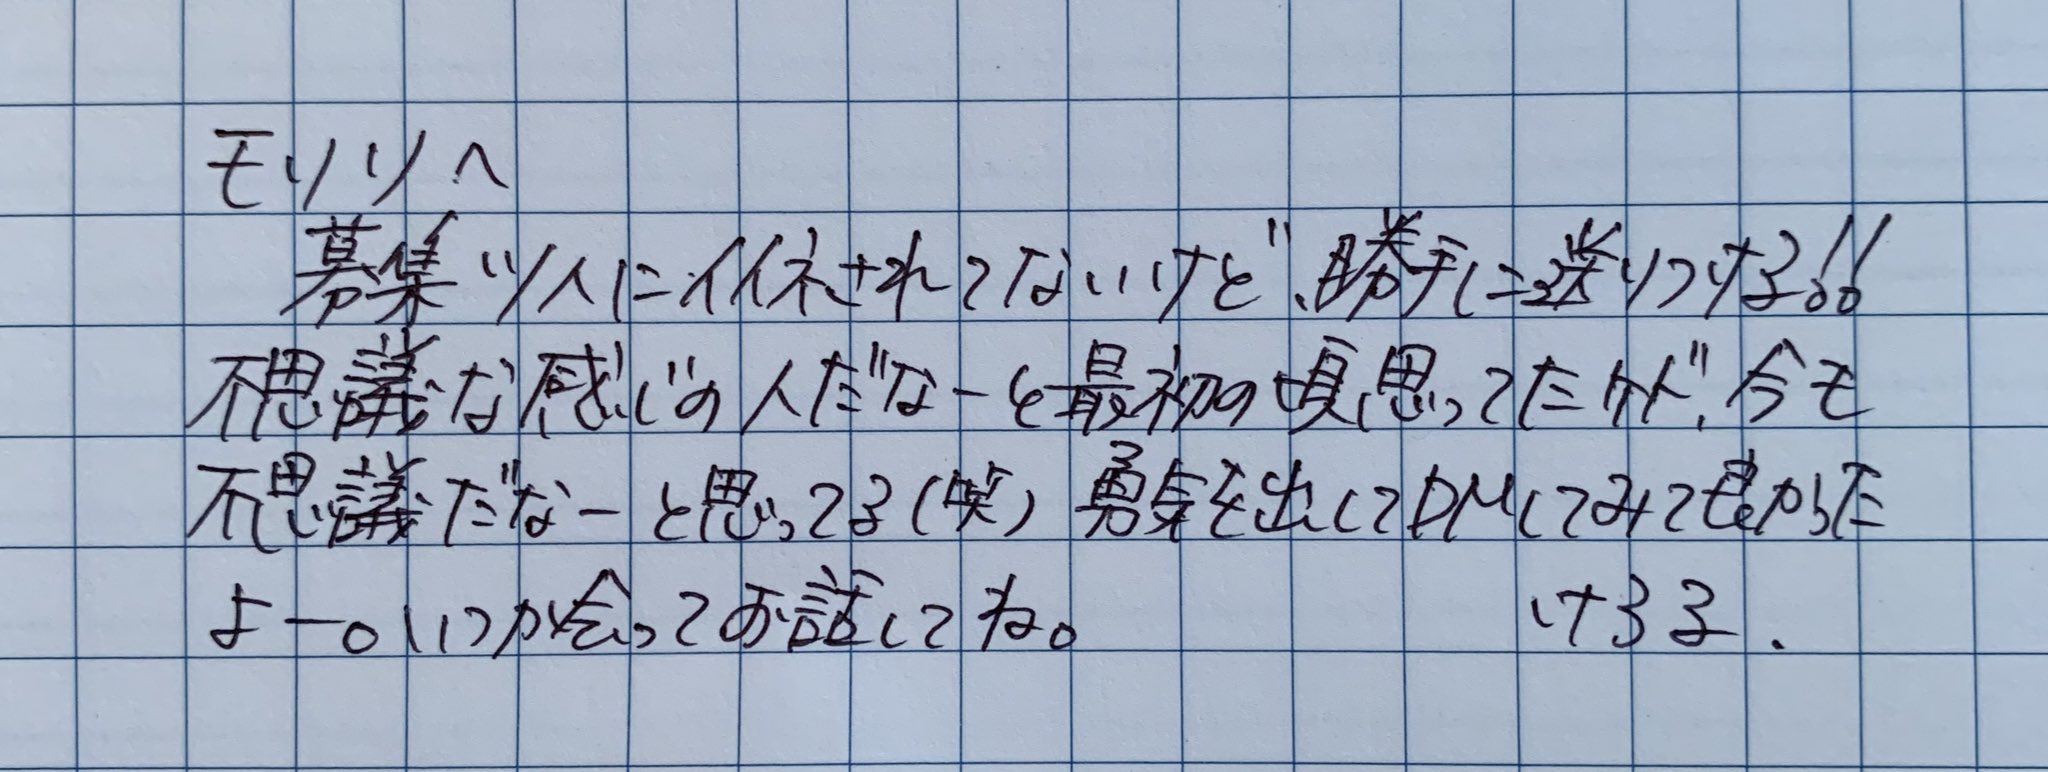 モリリへ
募集ツイにイイネされてないけど、勝手に送りつける!!
不思議な感じの人だなーと最初の頃思ってたケド、今も
不思議だなーと思ってる(笑) 勇気を出してDMしてみて良かった
よー。いつか会ってお話してね。 けるる.